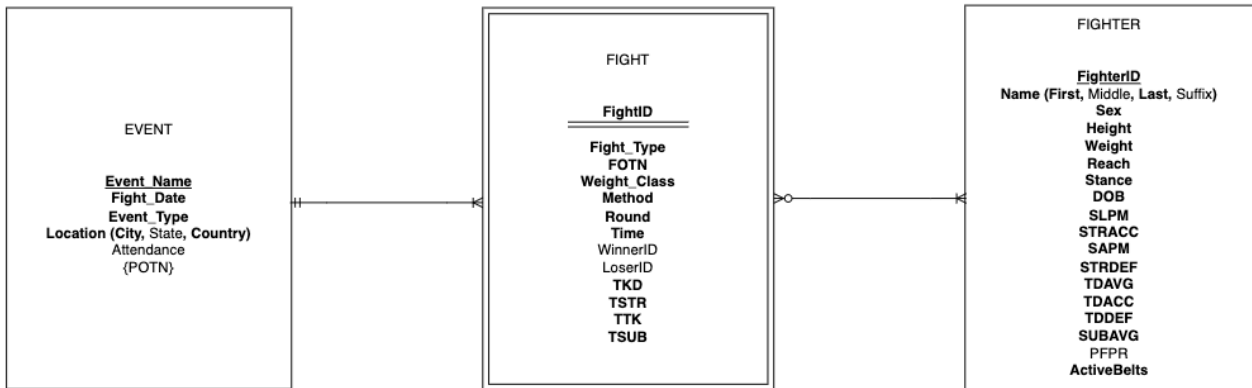 EVENT
Event_Name
Fight_Date
Event_Type
Location (City, State, Country)
Attendance
{POTN}
FIGHT
FightID
Fight_Type
FOTN
Weight_Class
Method
Round
Time
WinnerID
LoserID
TKD
TSTR
TTK
TSUB
FIGHTER
FighterID
Name (First, Middle, Last, Suffix)
Sex
Height
Weight
Reach
Stance
DOB
SLPM
STRACC
SAPM
STRDEF
TDAVG
TDACC
TDDEF
SUBAVG
PFPR
ActiveBelts